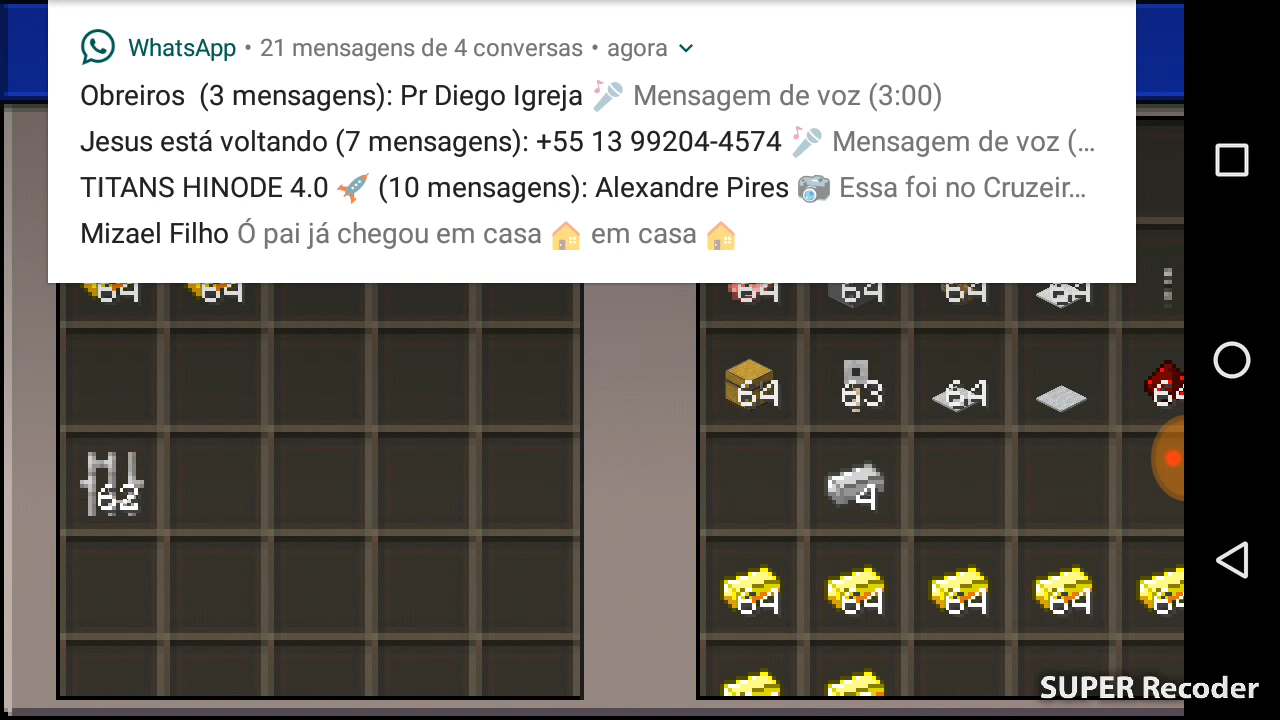 WhatsApp • 21 mensagens de 4 conversas • agora
Obreiros (3 mensagens): Pr Diego Igreja 🎤 Mensagem de voz (3:00)
Jesus está voltando (7 mensagens): +55 13 99204-4574 🎤 Mensagem de voz (…
TITANS HINODE 4.0 🚀 (10 mensagens): Alexandre Pires 📷 Essa foi no Cruzeir…
Mizael Filho Ó pai já chegou em casa 🏠 em casa 🏠
64 64 64 64 64 64
64 63 64 64
62 4
64 64 64 64 64
SUPER Recoder